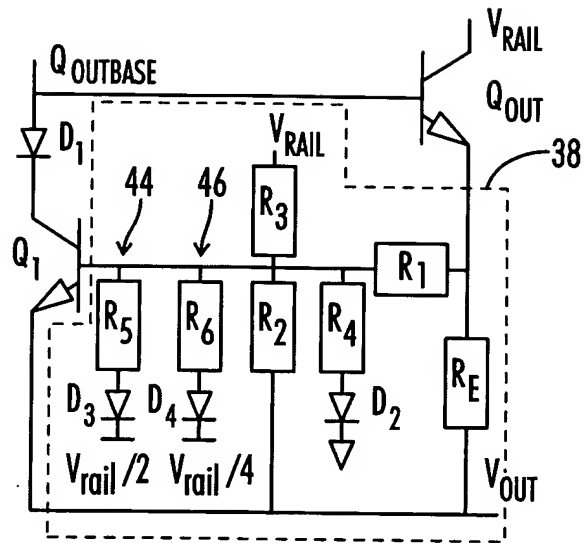 V_RAIL
Q_OUTBASE
Q_OUT
D_1
V_RAIL
38
44
46
R_3
Q_1
R_1
R_5
R_6
R_2
R_4
R_E
D_3
D_4
D_2
V_rail/2
V_rail/4
V_OUT